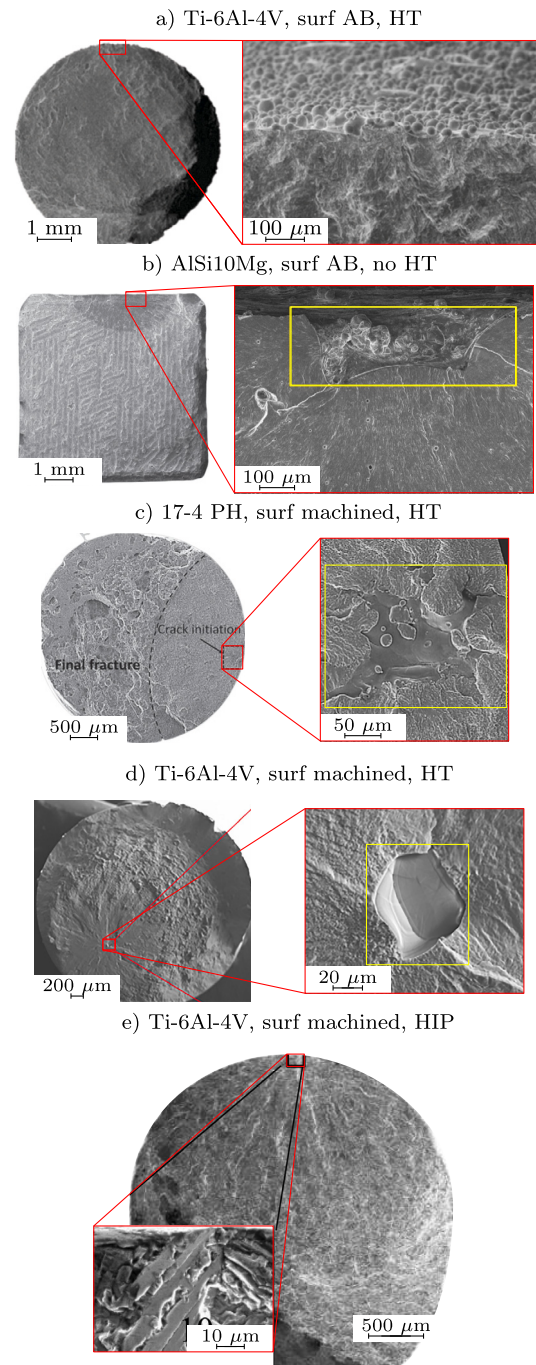 a) Ti-6Al-4V, surf AB, HT
1 mm
100 μm
b) AlSi10Mg, surf AB, no HT
1 mm
100 μm
c) 17-4 PH, surf machined, HT
Crack initiation
Final fracture
500 μm
50 μm
d) Ti-6Al-4V, surf machined, HT
200 μm
20 μm
e) Ti-6Al-4V, surf machined, HIP
10 μm
500 μm